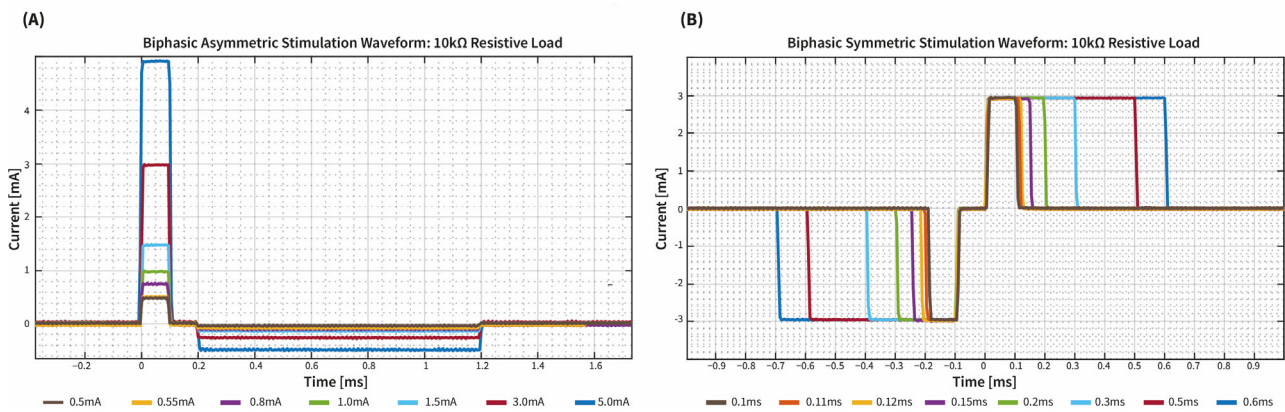 (A)
Biphasic Asymmetric Stimulation Waveform: 10kΩ Resistive Load
Current [mA]
4
3
2
1
0
−0.2 0 0.2 0.4 0.6 0.8 1 1.2 1.4 1.6
Time [ms]
0.5mA 0.55mA 0.8mA 1.0mA 1.5mA 3.0mA 5.0mA
(B)
Biphasic Symmetric Stimulation Waveform: 10kΩ Resistive Load
Current [mA]
3
2
1
0
-1
-2
-3
−0.9 −0.8 −0.7 −0.6 −0.5 −0.4 −0.3 −0.2 −0.1 0 0.1 0.2 0.3 0.4 0.5 0.6 0.7 0.8 0.9
Time [ms]
0.1ms 0.11ms 0.12ms 0.15ms 0.2ms 0.3ms 0.5ms 0.6ms